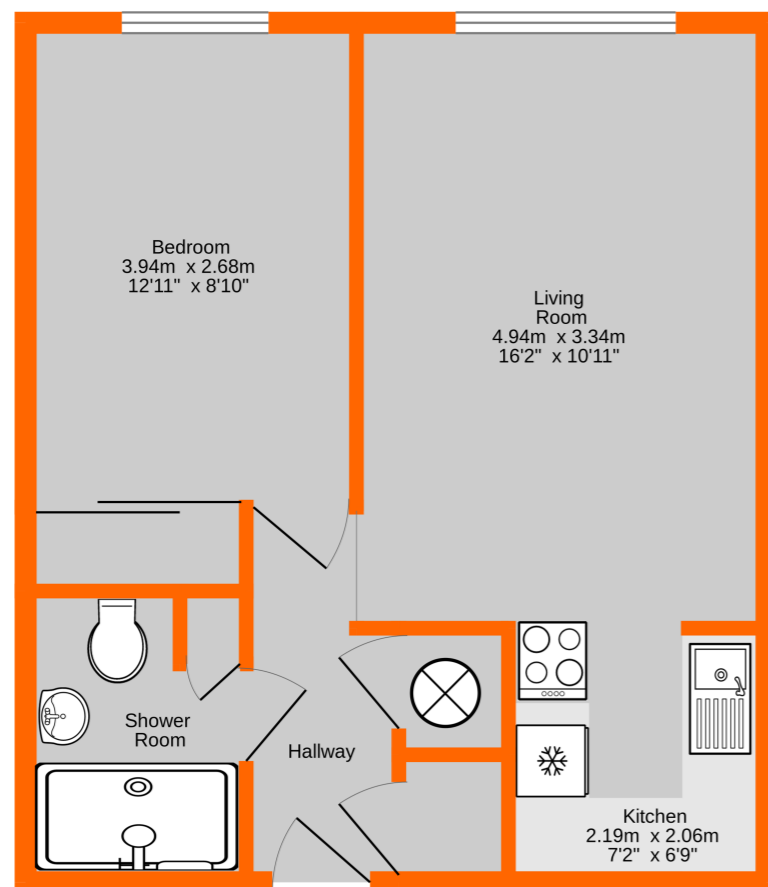 Bedroom
3.94m x 2.68m
12'11" x 8'10"
Living
Room
4.94m x 3.34m
16'2" x 10'11"
Shower
Room
Hallway
Kitchen
2.19m x 2.06m
7'2" x 6'9"